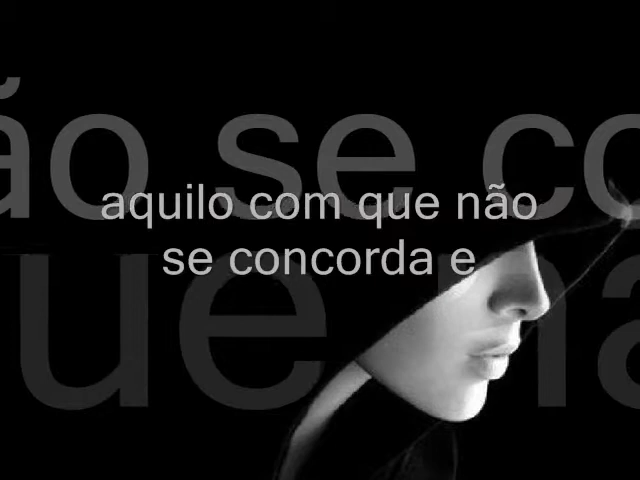 ão se co
aquilo com que não
se concorda e
ue na